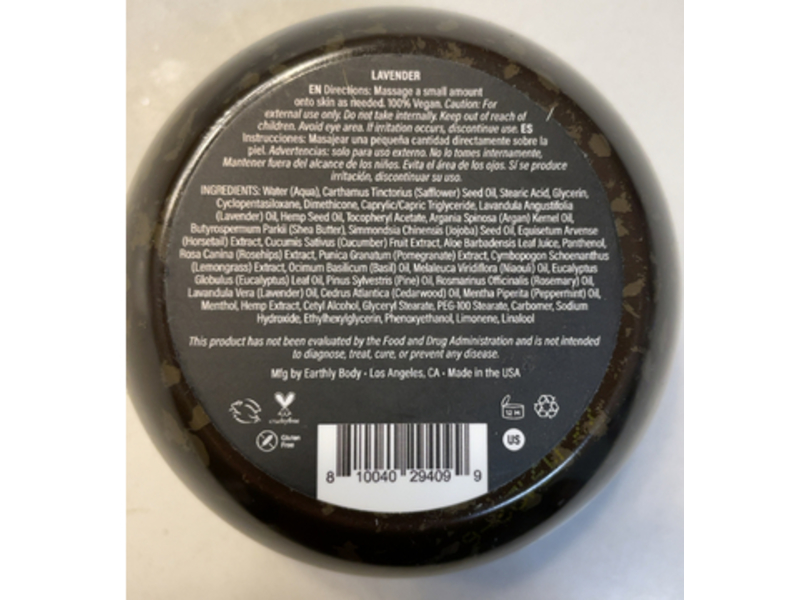 LAVENDER
EN Directions: Massage a small amount
onto skin as needed. 100% Vegan. Caution: For
external use only. Do not take internally. Keep out of reach of
children. Avoid eye area. If irritation occurs, discontinue use. ES
Instrucciones: Masajear una pequeña cantidad directamente sobre la
piel. Advertencias: solo para uso externo. No lo tomes internamente,
Mantener fuera del alcance de los niños. Evita el área de los ojos. Sí se produce
irritación, discontinuar su uso.
INGREDIENTS: Water (Aqua), Carthamus Tinctorius (Safflower) Seed Oil, Stearic Acid, Glycerin,
Cyclopentasiloxane, Dimethicone, Caprylic/Capric Triglyceride, Lavandula Angustifolia
(Lavender) Oil, Hemp Seed Oil, Tocopheryl Acetate, Argania Spinosa (Argan) Kernel Oil,
Butyrospermum Parkii (Shea Butter), Simmondsia Chinensis (Jojoba) Seed Oil, Equisetum Arvense
(Horsetail) Extract, Cucumis Sativus (Cucumber) Fruit Extract, Aloe Barbadensis Leaf Juice, Panthenol,
Rosa Canina (Rosehips) Extract, Punica Granatum (Pomegranate) Extract, Cymbopogon Schoenanthus
(Lemongrass) Extract, Ocimum Basilicum (Basil) Oil, Melaleuca Viridiflora (Niaouli) Oil, Eucalyptus
Globulus (Eucalyptus) Leaf Oil, Pinus Sylvestris (Pine) Oil, Rosmarinus Officinalis (Rosemary) Oil,
Lavandula Vera (Lavender) Oil, Cedrus Atlantica (Cedarwood) Oil, Mentha Piperita (Peppermint) Oil,
Menthol, Hemp Extract, Cetyl Alcohol, Glyceryl Stearate, PEG-100 Stearate, Carbomer, Sodium
Hydroxide, Ethylhexylglycerin, Phenoxyethanol, Limonene, Linalool
This product has not been evaluated by the Food and Drug Administration and is not intended
to diagnose, treat, cure, or prevent any disease.
Mfg by Earthly Body • Los Angeles, CA • Made in the USA
crueltyfree
12 M
Gluten
Free
US
8 10040 29409 9